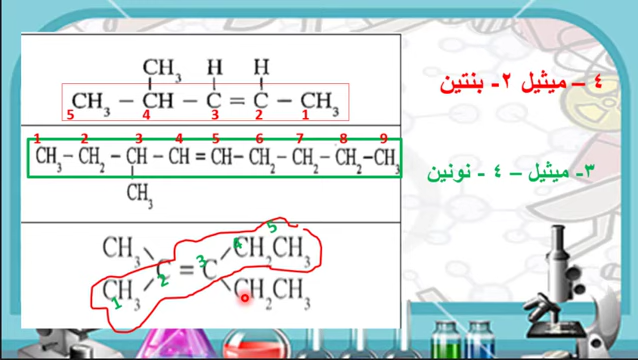 CH₃ H H
CH₃ – CH – C = C – CH₃
5 4 3 2 1
٤ – ميثيل ٢- بنتين
1 2 3 4 5 6 7 8 9
CH₃ – CH₂ – CH – CH = CH – CH₂ – CH₂ – CH₂ – CH₃
CH₃
٣- ميثيل – ٤ - نونين
5
CH₃ 4 CH₂CH₃
C = 3 C
CH₃ 2 CH₂CH₃
1